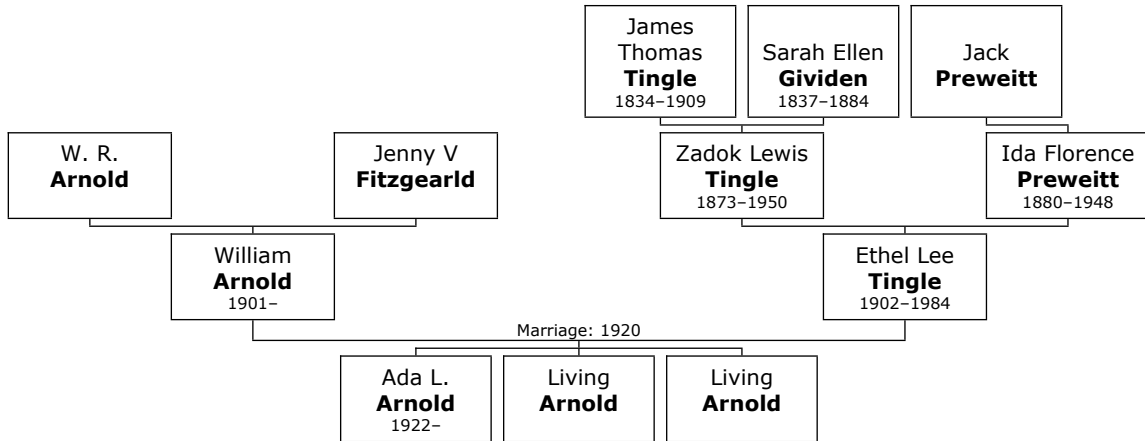 James
Thomas
Tingle
1834–1909
Sarah Ellen
Gividen
1837–1884
Jack
Preweitt
W. R.
Arnold
Jenny V
Fitzgearld
Zadok Lewis
Tingle
1873–1950
Ida Florence
Preweitt
1880–1948
William
Arnold
1901–
Ethel Lee
Tingle
1902–1984
Marriage: 1920
Ada L.
Arnold
1922–
Living
Arnold
Living
Arnold